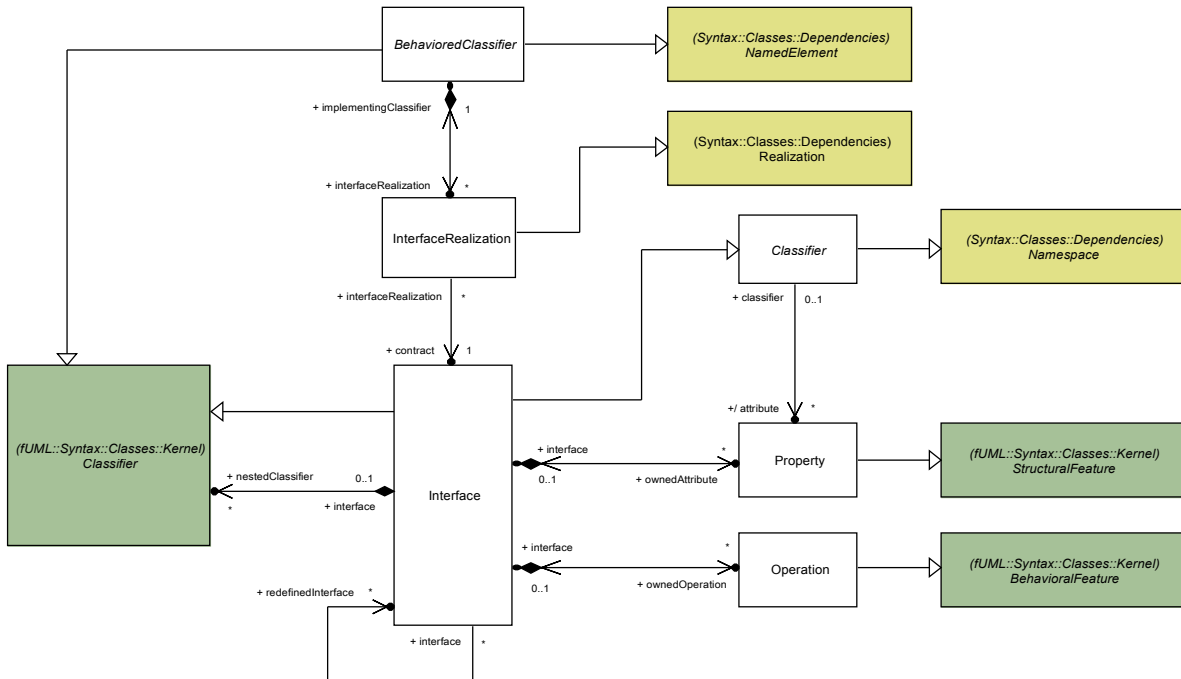 BehavioredClassifier
(Syntax::Classes::Dependencies)
NamedElement
+ implementingClassifier
1
(Syntax::Classes::Dependencies)
Realization
+ interfaceRealization
*
InterfaceRealization
Classifier
(Syntax::Classes::Dependencies)
Namespace
+ interfaceRealization
*
+ classifier
0..1
+ contract
1
+/ attribute
*
(fUML::Syntax::Classes::Kernel)
Classifier
+ nestedClassifier
0..1
*
+ interface
Interface
+ interface
*
0..1
+ ownedAttribute
Property
(fUML::Syntax::Classes::Kernel)
StructuralFeature
+ interface
*
0..1
+ ownedOperation
Operation
(fUML::Syntax::Classes::Kernel)
BehavioralFeature
+ redefinedInterface
*
+ interface
*